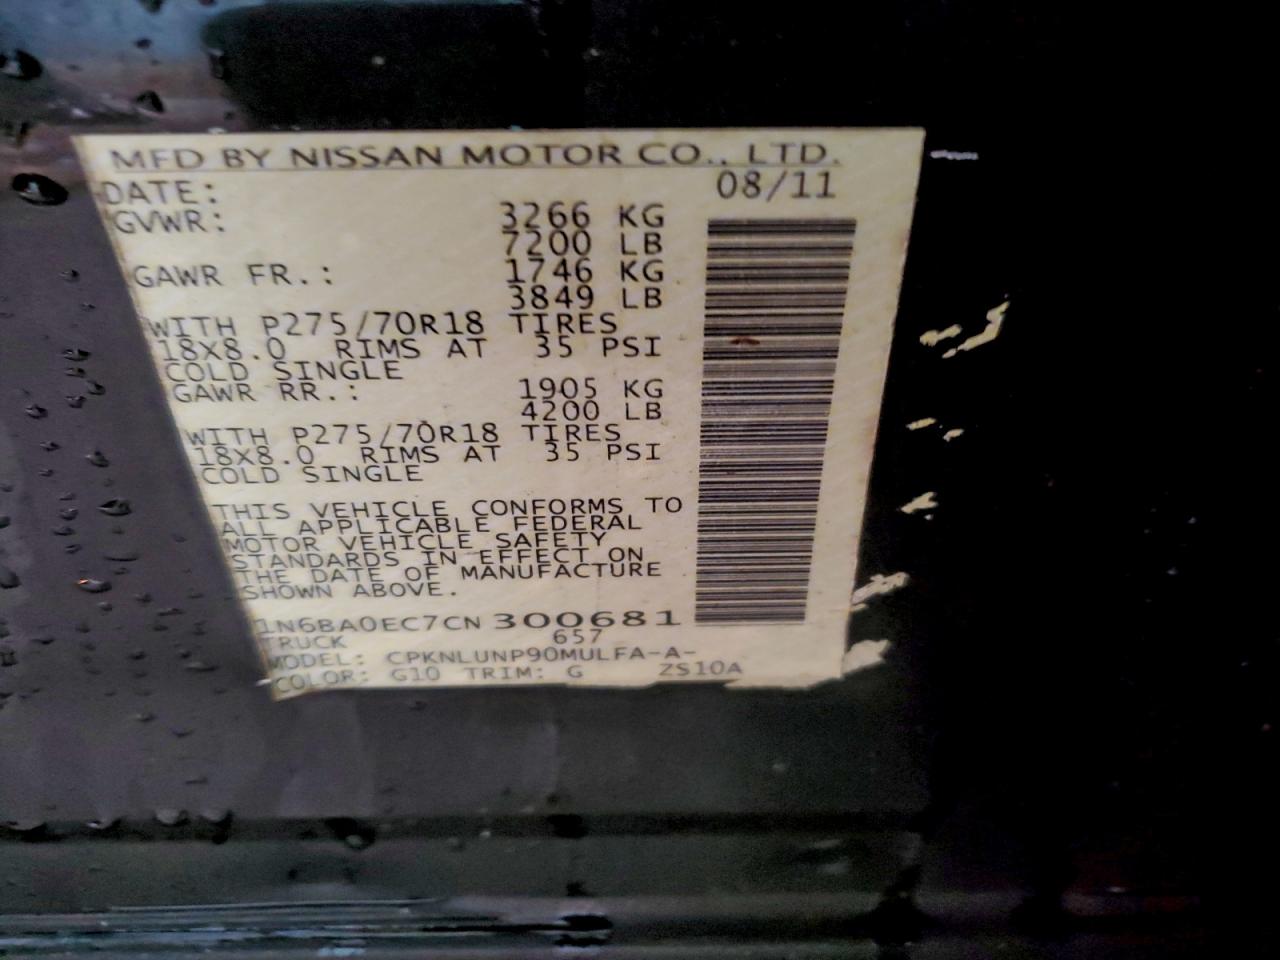 MFD BY NISSAN MOTOR CO., LTD.
DATE: 08/11
GVWR: 3266 KG
7200 LB
GAWR FR.: 1746 KG
3849 LB
WITH P275/70R18 TIRES
18X8.0 RIMS AT 35 PSI
COLD SINGLE
GAWR RR.: 1905 KG
4200 LB
WITH P275/70R18 TIRES
18X8.0 RIMS AT 35 PSI
COLD SINGLE
THIS VEHICLE CONFORMS TO
ALL APPLICABLE FEDERAL
MOTOR VEHICLE SAFETY
STANDARDS IN EFFECT ON
THE DATE OF MANUFACTURE
SHOWN ABOVE.
1N6BA0EC7CN300681
TRUCK 657
MODEL: CPKNLUNP90MULFA-A-
COLOR: G10 TRIM: G ZS10A